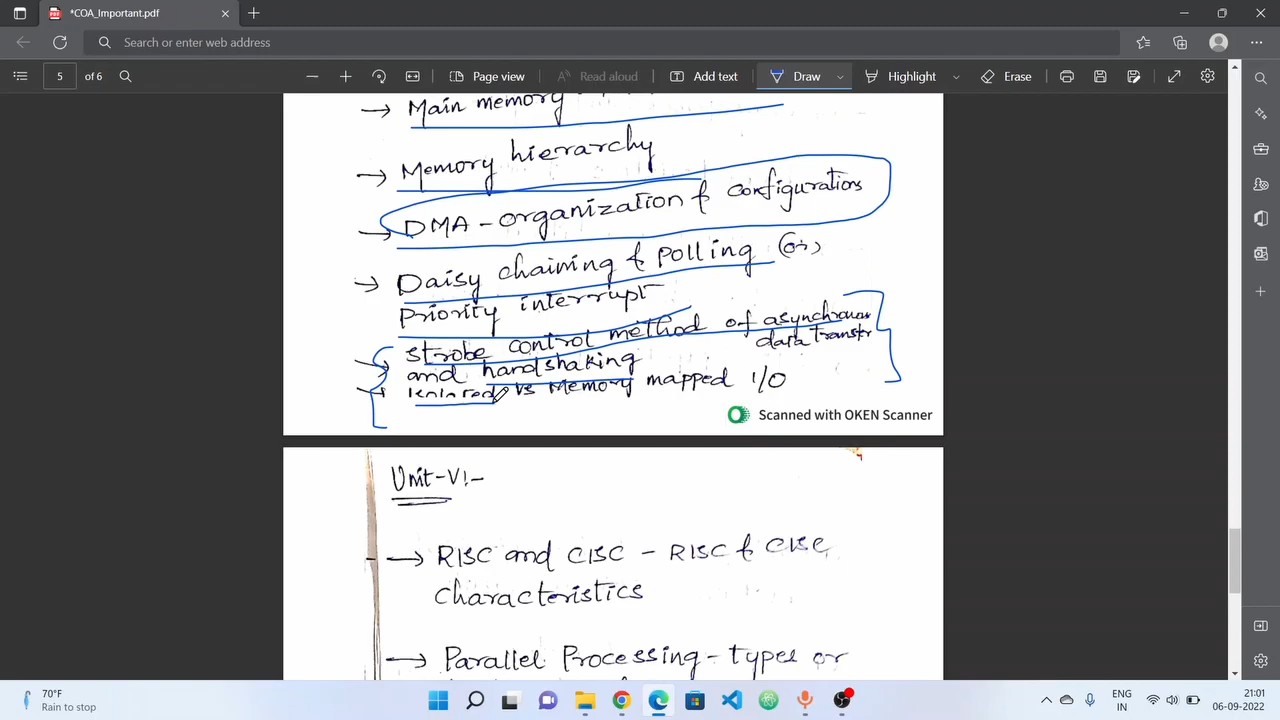 *COA_Important.pdf
Search or enter web address
5 of 6
Page view
Read aloud
Add text
Draw
Highlight
Erase
→ Main memory
→ Memory hierarchy
→ DMA - organization & configurations
→ Daisy chaining & polling (or)
Priority interrupt
→ strobe control method of asynchronous
data transfer
and handshaking
→ Isolated vs Memory mapped I/O
Scanned with OKEN Scanner
Unit-V:-
→ RISC and CISC - RISC & CISC
characteristics
→ Parallel Processing - types or
70°F
Rain to stop
ENG
IN
21:01
06-09-2022